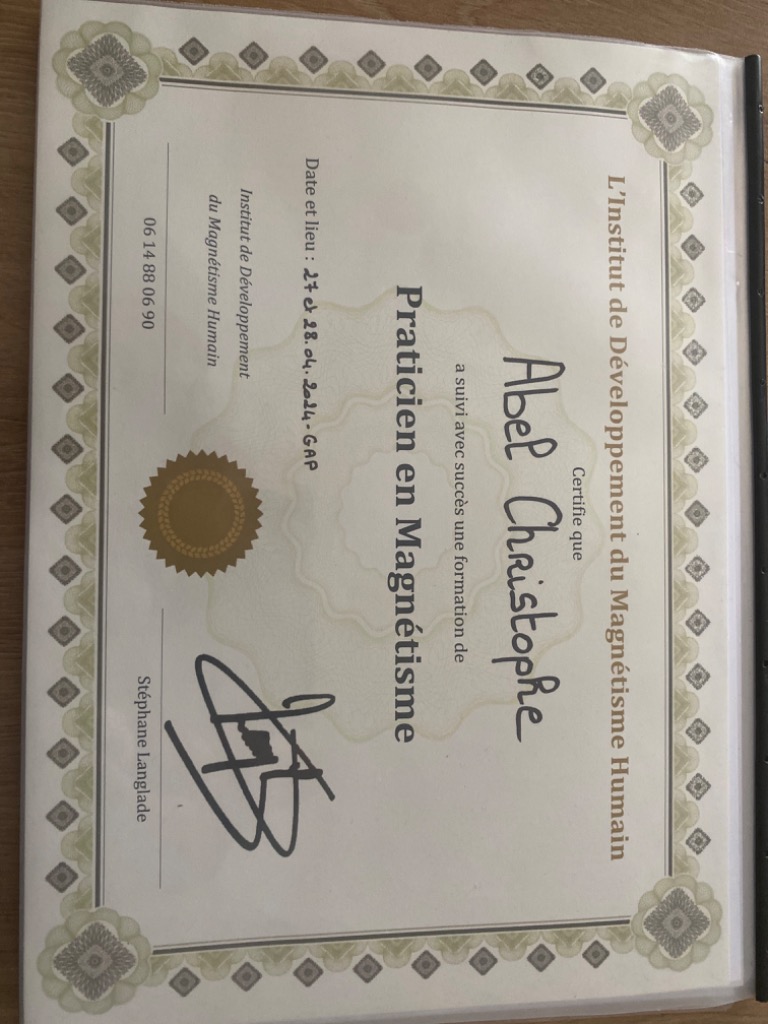 L'Institut de Développement du Magnétisme Humain
Certifie que
Abel Christophe
a suivi avec succès une formation de
Praticien en Magnétisme
Date et lieu : 27 et 28.04.2024 - GAP
Institut de Développement
du Magnétisme Humain
06 14 88 06 90
Stéphane Langlade